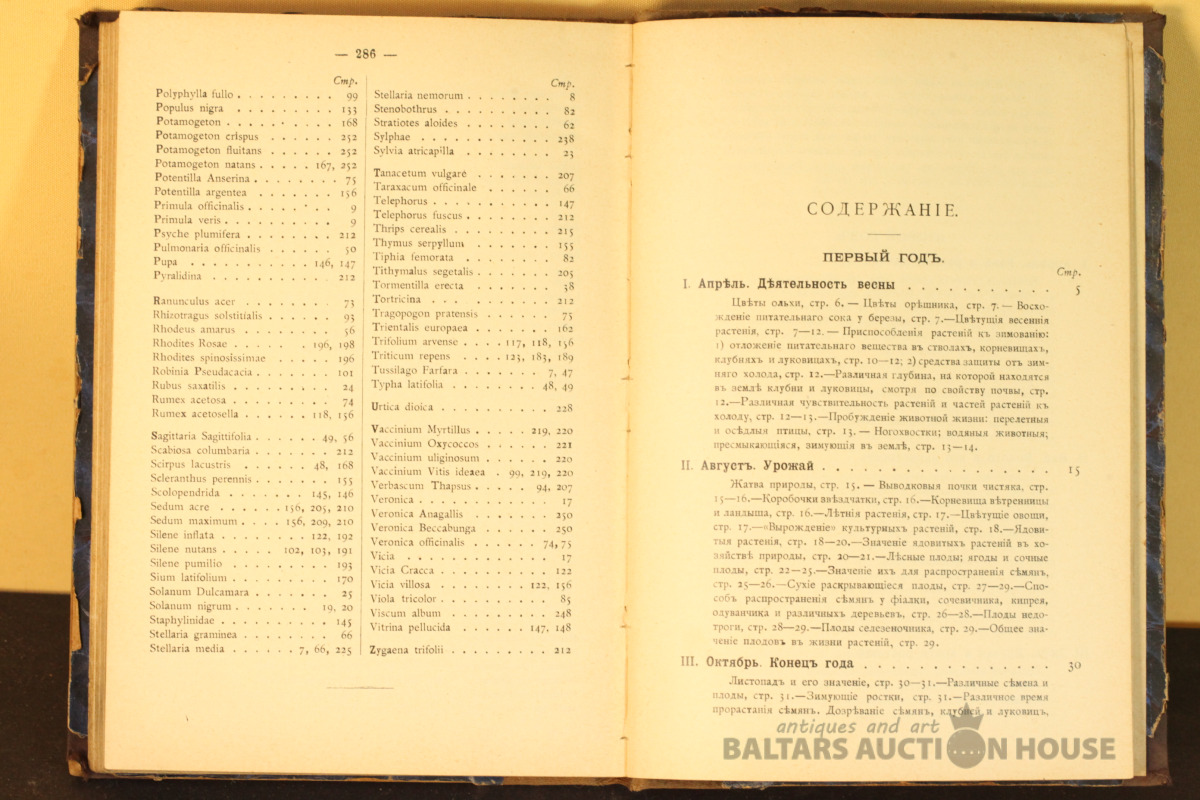 — 286 —
Стр.
Polyphylla fullo . . . . . . . . . 99
Populus nigra . . . . . . . . . 133
Potamogeton . . . . . . . . . . 168
Potamogeton crispus . . . . . . 252
Potamogeton fluitans . . . . . . 252
Potamogeton natans . . . . . 167, 252
Potentilla Anserina . . . . . . . . . 75
Potentilla argentea . . . . . . . 156
Primula officinalis . . . . . . . . 9
Primula veris . . . . . . . . . . 9
Psyche plumifera . . . . . . . . 212
Pulmonaria officinalis . . . . . . 50
Pupa . . . . . . . . . . . 146, 147
Pyralidina . . . . . . . . . . . 212
Ranunculus acer . . . . . . . . 73
Rhizotragus solstitialis . . . . . . 93
Rhodeus amarus . . . . . . . . 56
Rhodites Rosae . . . . . . . 196, 198
Rhodites spinosissimae . . . . . 196
Robinia Pseudacacia . . . . . . . 101
Rubus saxatilis . . . . . . . . . 24
Rumex acetosa . . . . . . . . . 74
Rumex acetosella . . . . . . 118, 156
Sagittaria Sagittifolia . . . . . . 49, 56
Scabiosa columbaria . . . . . . . 212
Scirpus lacustris . . . . . . 48, 168
Scleranthus perennis . . . . . . . 155
Scolopendrida . . . . . . . 145, 146
Sedum acre . . . . . . 156, 205, 210
Sedum maximum . . . . 156, 209, 210
Silene inflata . . . . . . . . 122, 192
Silene nutans . . . . . 102, 103, 191
Silene pumilio . . . . . . . . . 193
Sium latifolium . . . . . . . . . 170
Solanum Dulcamara . . . . . . . 25
Solanum nigrum . . . . . . . 19, 20
Staphylinidae . . . . . . . . . . 145
Stellaria graminea . . . . . . . . 66
Stellaria media . . . . . . 7, 66, 225
Стр.
Stellaria nemorum . . . . . . . . 8
Stenobothrus . . . . . . . . . . 82
Stratiotes aloides . . . . . . . . 62
Sylphae . . . . . . . . . . . . 238
Sylvia atricapilla . . . . . . . . 23
Tanacetum vulgare . . . . . . . 207
Taraxacum officinale . . . . . . 66
Telephorus . . . . . . . . . . . 147
Telephorus fuscus . . . . . . . . 212
Thrips cerealis . . . . . . . . . 215
Thymus serpyllum . . . . . . . 155
Tiphia femorata . . . . . . . . 82
Tithymalus segetalis . . . . . . . 205
Tormentilla erecta . . . . . . . 38
Tortricina . . . . . . . . . . . 212
Tragopogon pratensis . . . . . . 75
Trientalis europaea . . . . . . . 162
Trifolium arvense . . . . 117, 118, 156
Triticum repens . . . . 123, 183, 189
Tussilago Farfara . . . . . . . . 7, 47
Typha latifolia . . . . . . . . 48, 49
Urtica dioica . . . . . . . . . . 228
Vaccinium Myrtillus . . . . . 219, 220
Vaccinium Oxycoccos . . . . . . 221
Vaccinium uliginosum . . . . . . 220
Vaccinium Vitis ideaea . 99, 219, 220
Verbascum Thapsus . . . . . 94, 207
Veronica . . . . . . . . . . . . 17
Veronica Anagallis . . . . . . . 250
Veronica Beccabunga . . . . . . 250
Veronica officinalis . . . . . . . 74, 75
Vicia . . . . . . . . . . . . . . 17
Vicia Cracca . . . . . . . . . . 122
Vicia villosa . . . . . . . . 122, 156
Viola tricolor . . . . . . . . . . 85
Viscum album . . . . . . . . . 248
Vitrina pellucida . . . . . . 147, 148
Zygaena trifolii . . . . . . . . . 212
СОДЕРЖАНІЕ.
ПЕРВЫЙ ГОДЪ.
Стр.
I. Апрѣль. Дѣятельность весны . . . . . . . . . . . 5
Цвѣты ольхи, стр. 6. — Цвѣты орѣшника, стр. 7. — Восхо-
жденіе питательнаго сока у березы, стр. 7.—Цвѣтущія весеннія
растенія, стр. 7—12. — Приспособленія растеній къ зимованію:
1) отложеніе питательнаго вещества въ стволахъ, корневищахъ,
клубняхъ и луковицахъ, стр. 10—12; 2) средства защиты отъ зим-
няго холода, стр. 12.—Различная глубина, на которой находятся
въ землѣ клубни и луковицы, смотря по свойству почвы, стр.
12.—Различная чувствительность растеній и частей растеній къ
холоду, стр. 12—13.—Пробужденіе животной жизни: перелетныя
и осѣдлыя птицы, стр. 13. — Ногохвостки; водяныя животныя;
пресмыкающіяся, зимующія въ землѣ, стр. 13—14.
II. Августъ. Урожай . . . . . . . . . . . . . . . . 15
Жатва природы, стр. 15. — Выводковыя почки чистяка, стр.
15—16.—Коробочки звѣздчатки, стр. 16.—Корневища вѣтренницы
и ландыша, стр. 16.—Лѣтнія растенія, стр. 17.—Цвѣтущіе овощи,
стр. 17.—«Вырожденіе» культурныхъ растеній, стр. 18.—Ядови-
тыя растенія, стр. 18—20.—Значеніе ядовитыхъ растеній въ хо-
зяйствѣ природы, стр. 20—21.—Лѣсные плоды; ягоды и сочные
плоды, стр. 22—25.—Значеніе ихъ для распространенія сѣмянъ,
стр. 25—26.—Сухіе раскрывающіеся плоды, стр. 27—29.—Спо-
собъ распространенія сѣмянъ у фіалки, сочевичника, кипрея,
одуванчика и различныхъ деревьевъ, стр. 26—28.—Плоды недо-
троги, стр. 28—29.—Плоды селезеночника, стр. 29.—Общее зна-
ченіе плодовъ въ жизни растеній, стр. 29.
III. Октябрь. Конецъ года . . . . . . . . . . . . . 30
Листопадъ и его значеніе, стр. 30—31.—Различные сѣмена и
плоды, стр. 31.—Зимующіе ростки, стр. 31.—Различное время
прорастанія сѣмянъ. Дозрѣваніе сѣмянъ, клубней и луковицъ,
antiques and art
BALTARS AUCTION HOUSE